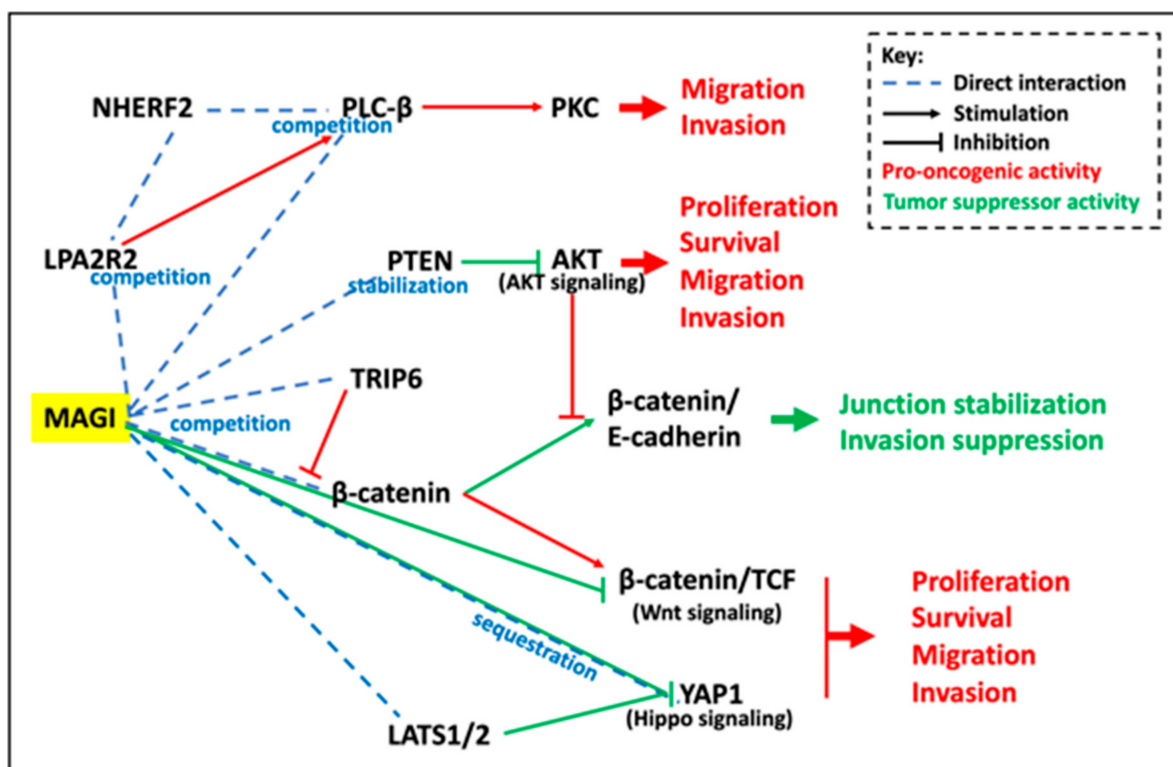 Key:
Direct interaction
Stimulation
Inhibition
Pro-oncogenic activity
Tumor suppressor activity
NHERF2
PLC-β
competition
PKC
Migration
Invasion
LPA2R2
competition
PTEN
stabilization
AKT
(AKT signaling)
Proliferation
Survival
Migration
Invasion
TRIP6
MAGI
competition
β-catenin/
E-cadherin
Junction stabilization
Invasion suppression
β-catenin
β-catenin/TCF
(Wnt signaling)
Proliferation
Survival
Migration
Invasion
sequestration
YAP1
(Hippo signaling)
LATS1/2